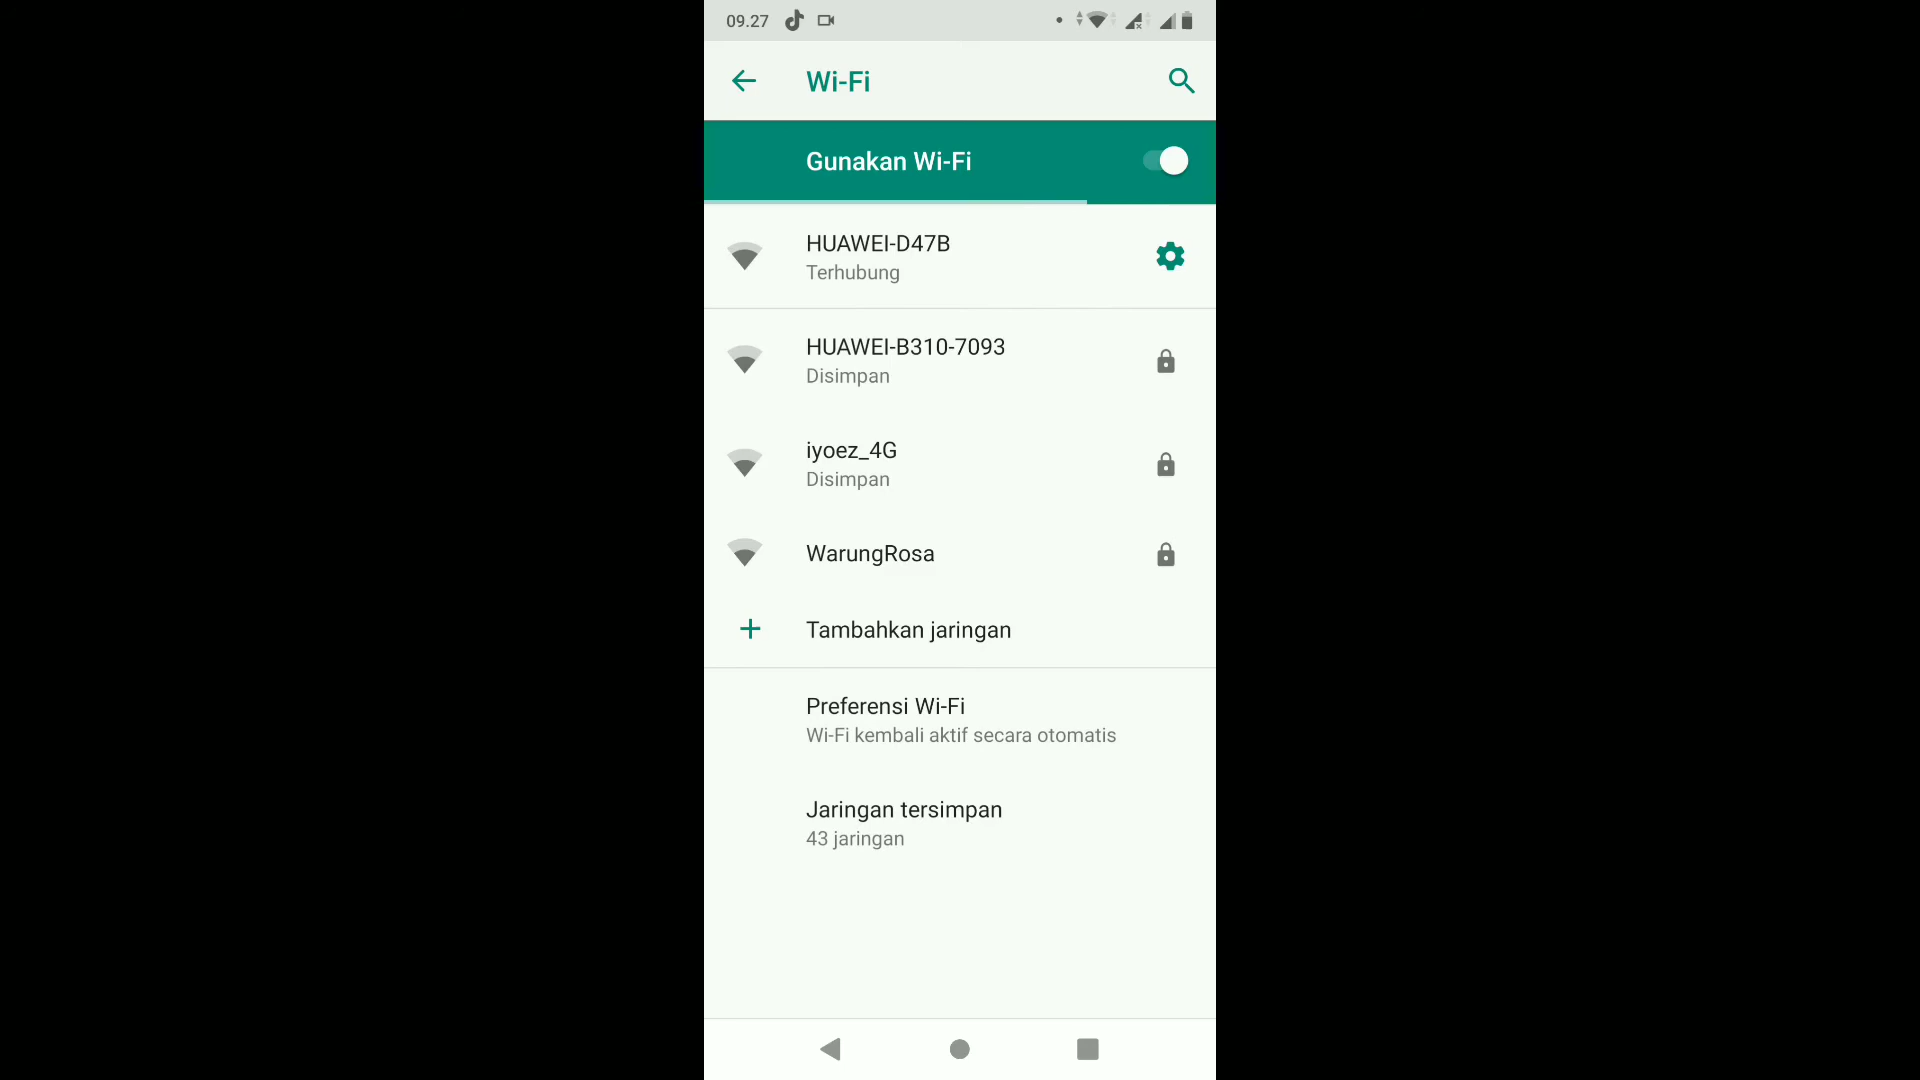 09.27
Wi-Fi
Gunakan Wi-Fi
HUAWEI-D47B
Terhubung
HUAWEI-B310-7093
Disimpan
iyoez_4G
Disimpan
WarungRosa
Tambahkan jaringan
Preferensi Wi-Fi
Wi-Fi kembali aktif secara otomatis
Jaringan tersimpan
43 jaringan